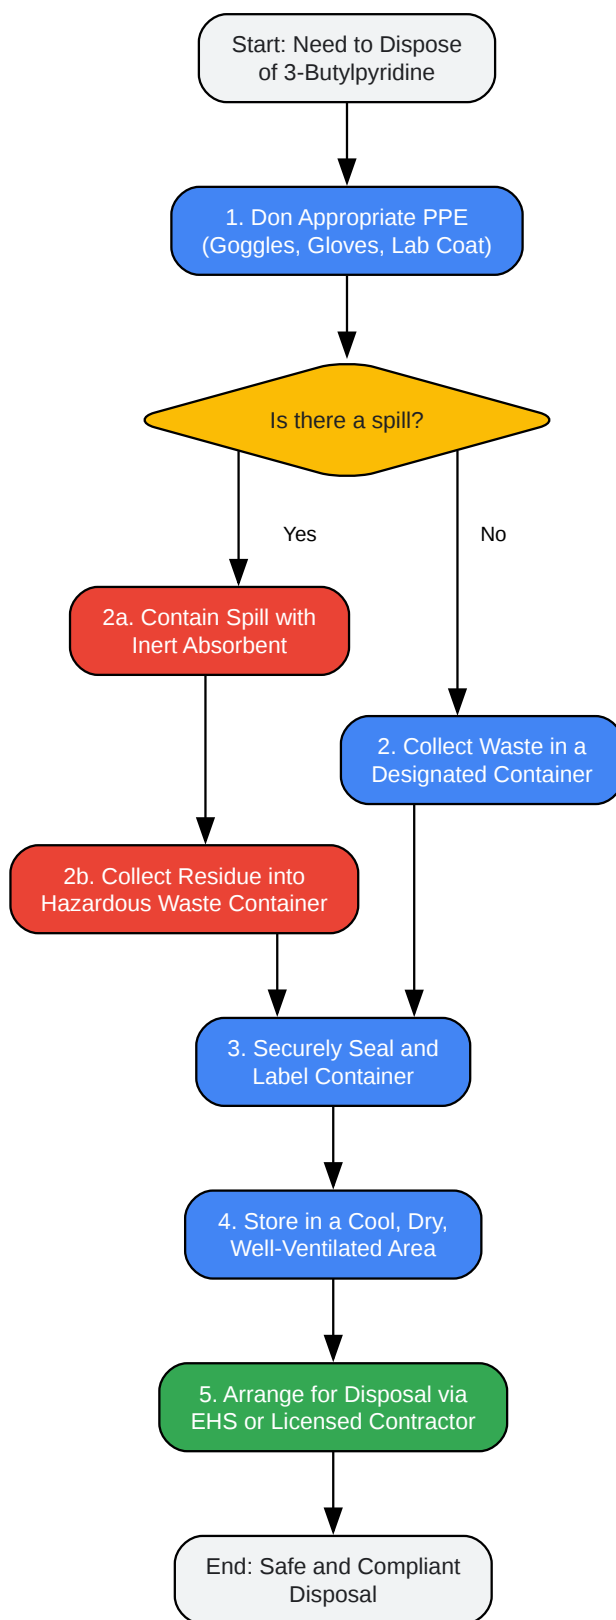 Start: Need to Dispose
of 3-Butylpyridine
1. Don Appropriate PPE
(Goggles, Gloves, Lab Coat)
Is there a spill?
Yes
No
2a. Contain Spill with
Inert Absorbent
2. Collect Waste in a
Designated Container
2b. Collect Residue into
Hazardous Waste Container
3. Securely Seal and
Label Container
4. Store in a Cool, Dry,
Well-Ventilated Area
5. Arrange for Disposal via
EHS or Licensed Contractor
End: Safe and Compliant
Disposal